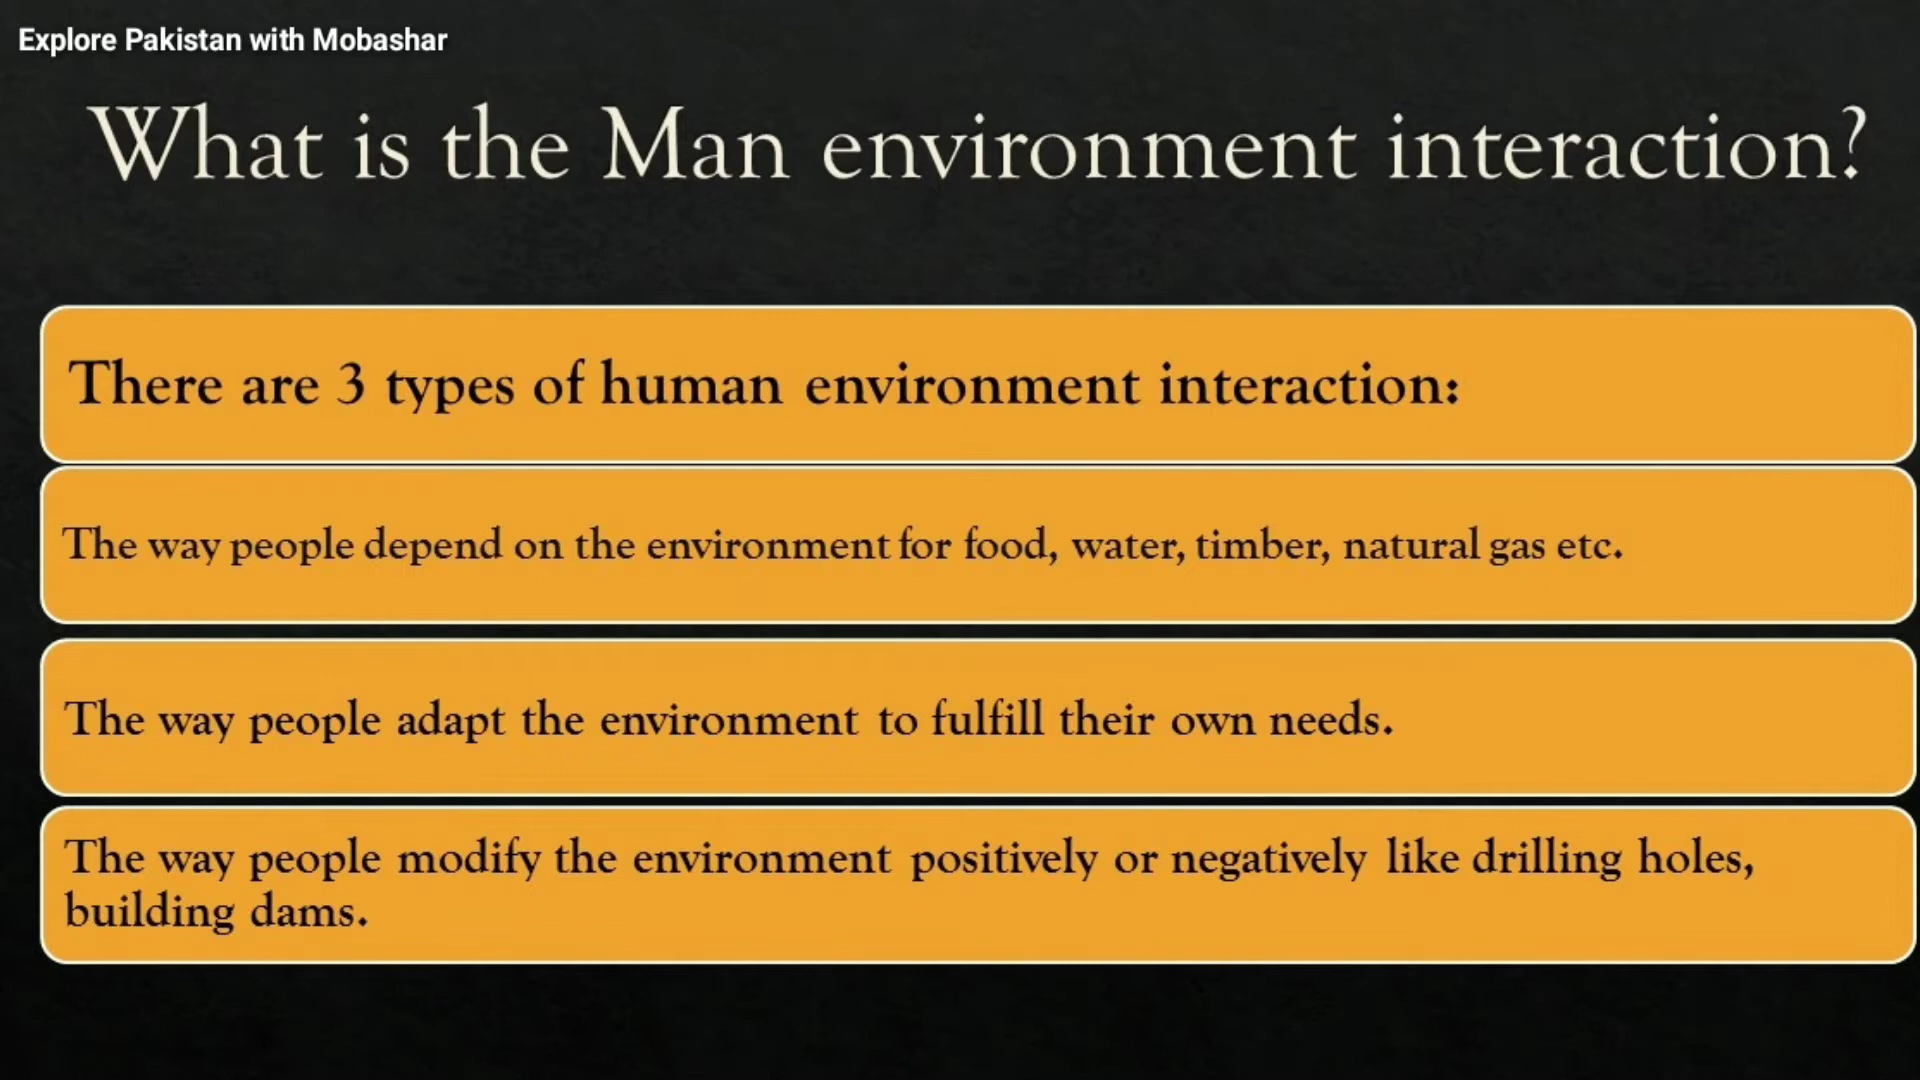 Explore Pakistan with Mobashar
What is the Man environment interaction?
There are 3 types of human environment interaction:
The way people depend on the environment for food, water, timber, natural gas etc.
The way people adapt the environment to fulfill their own needs.
The way people modify the environment positively or negatively like drilling holes,
building dams.